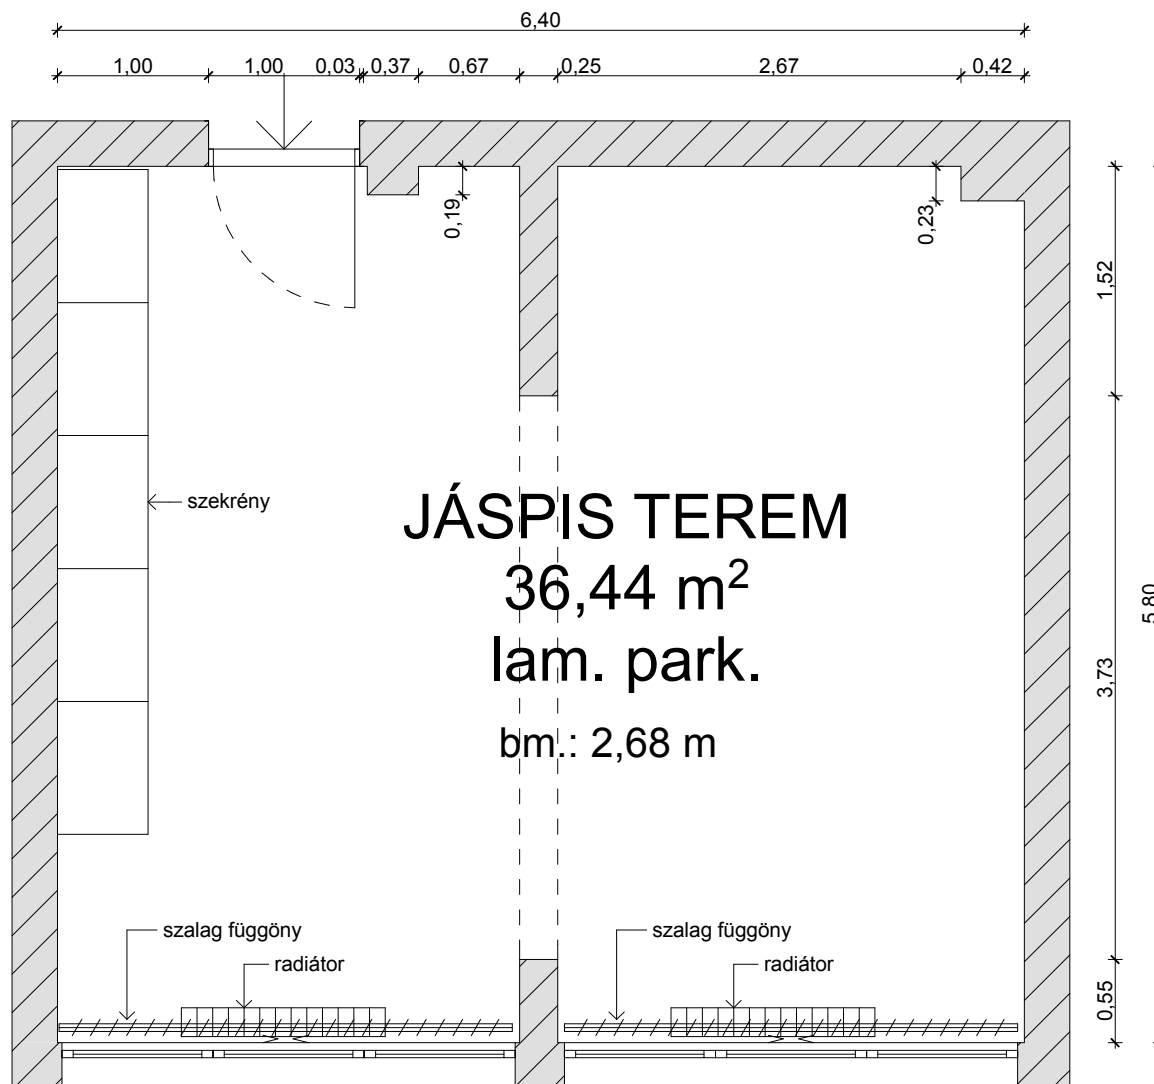 6,40
1,00 1,00 0,03 0,37 0,67 0,25 2,67 0,42
0,19
0,23
1,52
szekrény
JÁSPIS TEREM
36,44 m²
lam. park.
bm.: 2,68 m
5,80
3,73
szalag függöny
radiátor
szalag függöny
radiátor
0,55